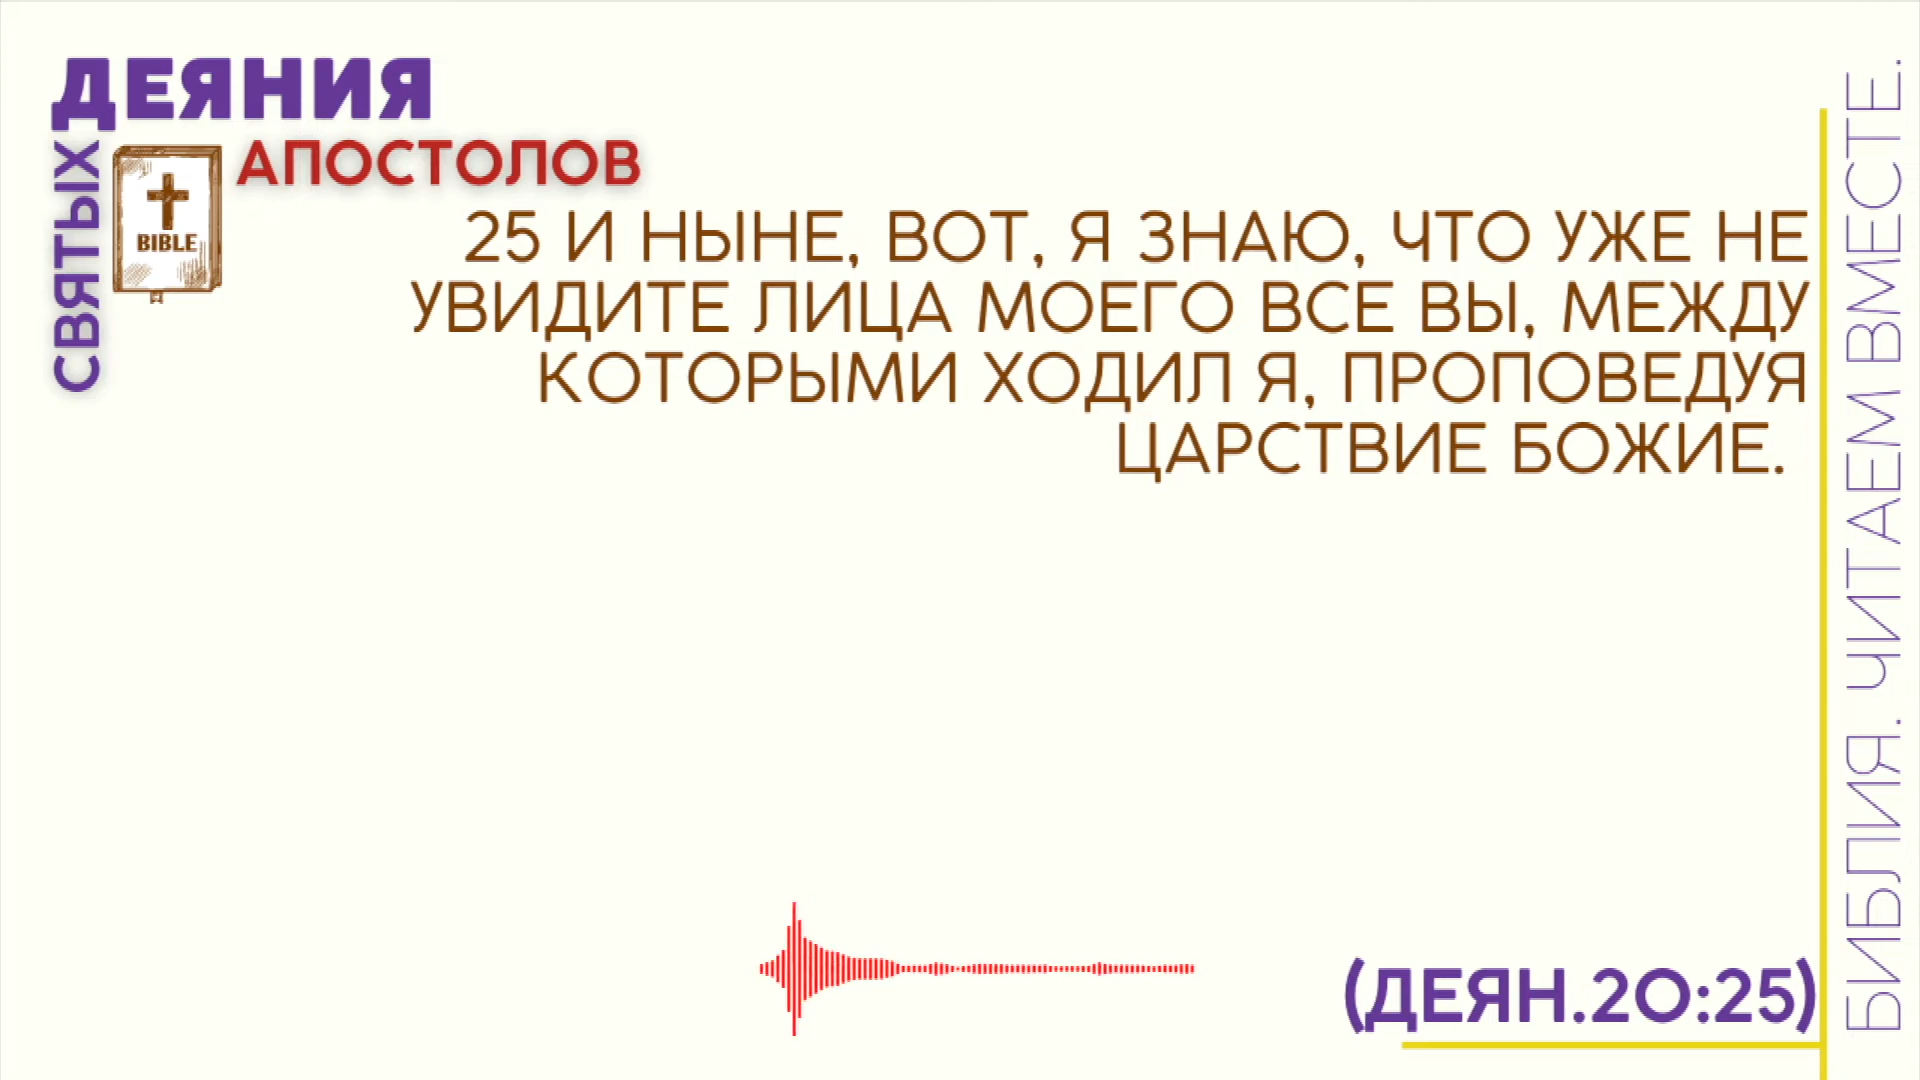 ДЕЯНИЯ
СВЯТЫХ
АПОСТОЛОВ
BIBLE
25 И НЫНЕ, ВОТ, Я ЗНАЮ, ЧТО УЖЕ НЕ
УВИДИТЕ ЛИЦА МОЕГО ВСЕ ВЫ, МЕЖДУ
КОТОРЫМИ ХОДИЛ Я, ПРОПОВЕДУЯ
ЦАРСТВИЕ БОЖИЕ.
(ДЕЯН.20:25)
БИБЛИЯ. ЧИТАЕМ ВМЕСТЕ.